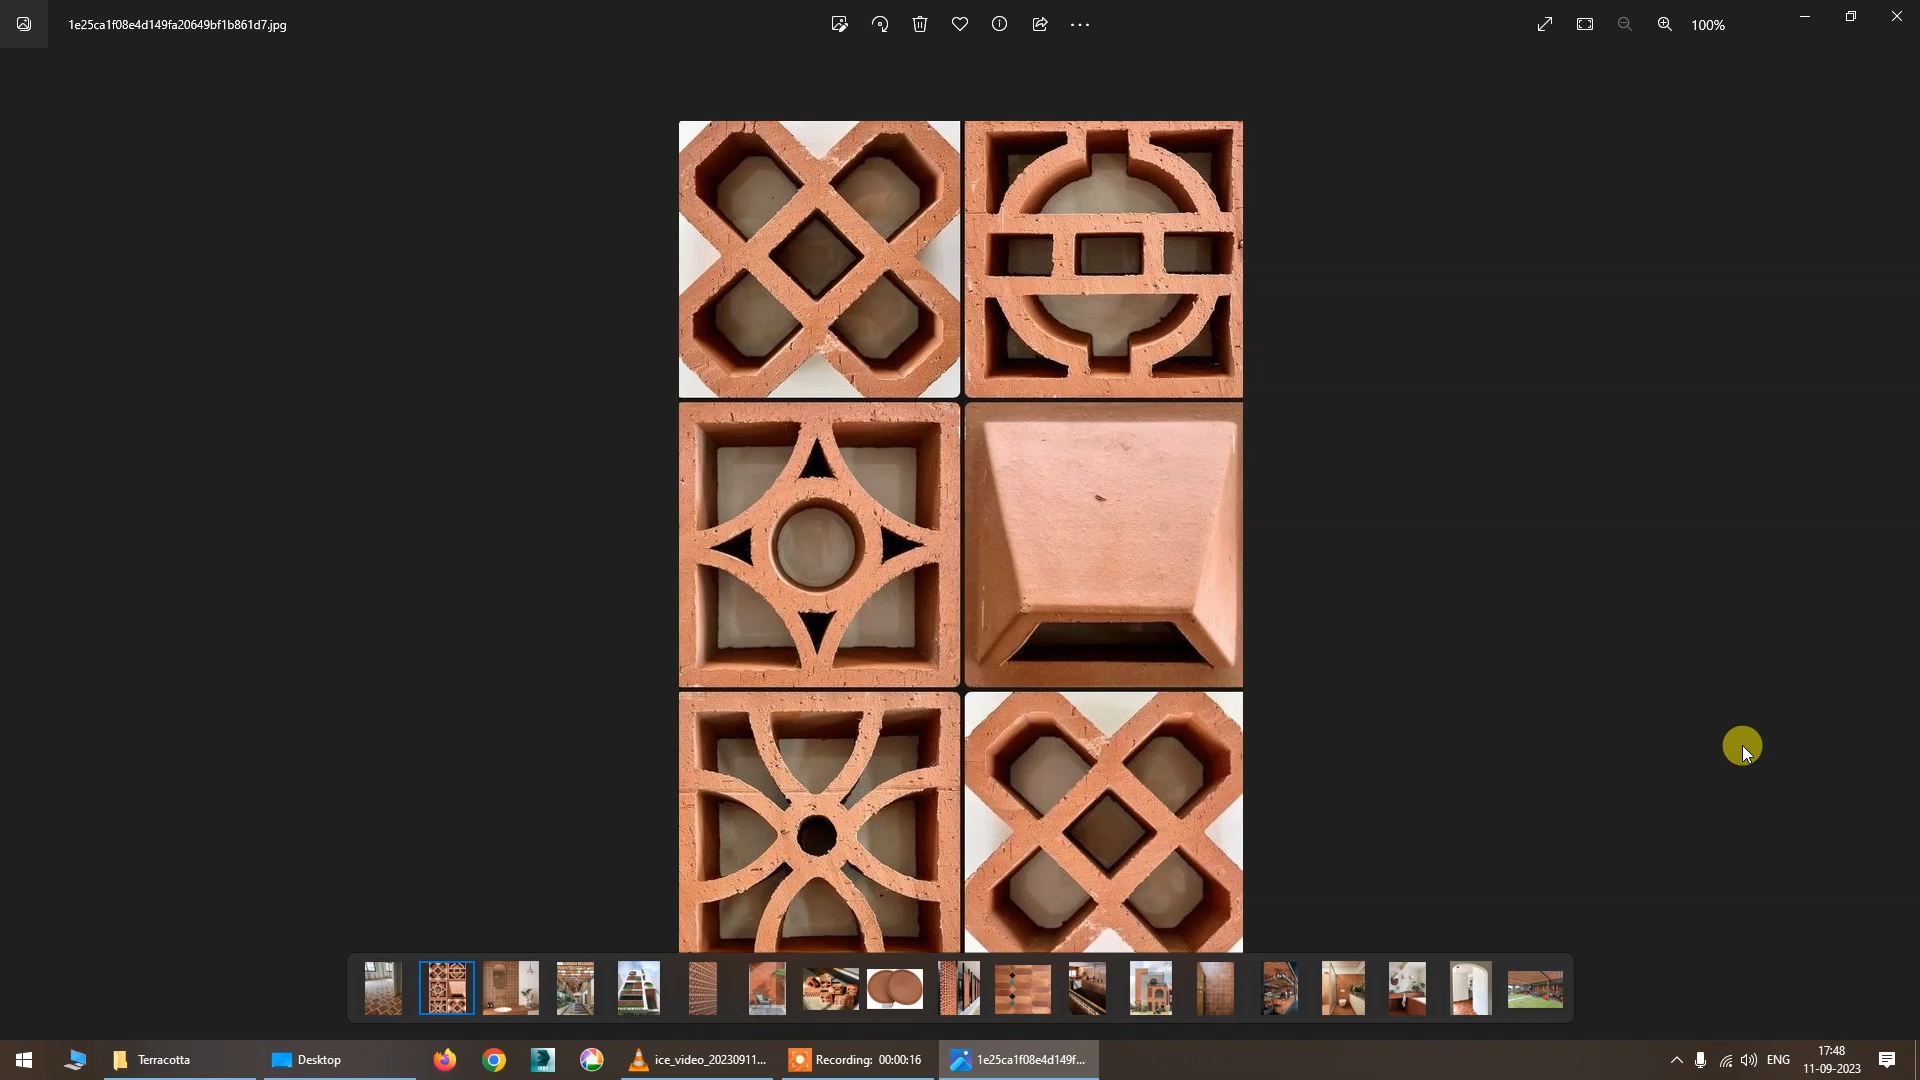 1e25ca1f08e4d149fa20649bf1b861d7.jpg
100%
Terracotta
Desktop
ice_video_20230911...
Recording: 00:00:16
1e25ca1f08e4d149f...
ENG
17:48
11-09-2023